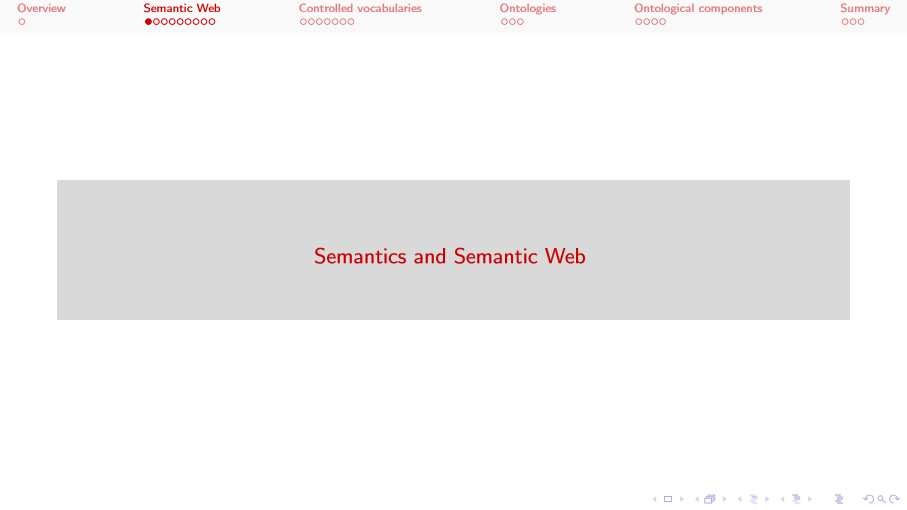 Overview
Semantic Web
Controlled vocabularies
Ontologies
Ontological components
Summary
Semantics and Semantic Web